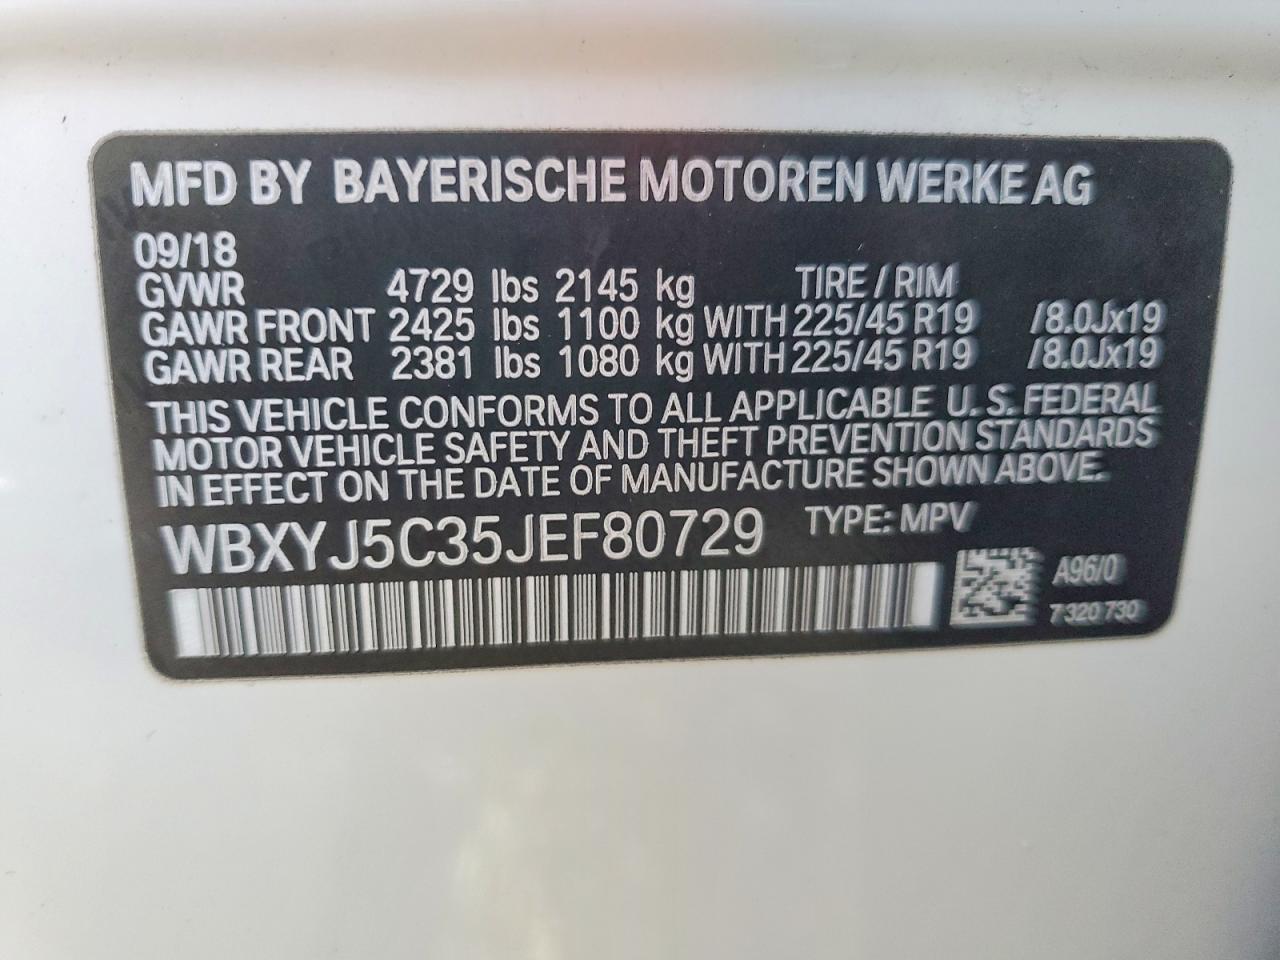 MFD BY BAYERISCHE MOTOREN WERKE AG
09/18
GVWR 4729 lbs 2145 kg TIRE / RIM
GAWR FRONT 2425 lbs 1100 kg WITH 225/45 R19 /8.0Jx19
GAWR REAR 2381 lbs 1080 kg WITH 225/45 R19 /8.0Jx19
THIS VEHICLE CONFORMS TO ALL APPLICABLE U.S. FEDERAL
MOTOR VEHICLE SAFETY AND THEFT PREVENTION STANDARDS
IN EFFECT ON THE DATE OF MANUFACTURE SHOWN ABOVE.
WBXYJ5C35JEF80729 TYPE: MPV
A96/0
7 320 730